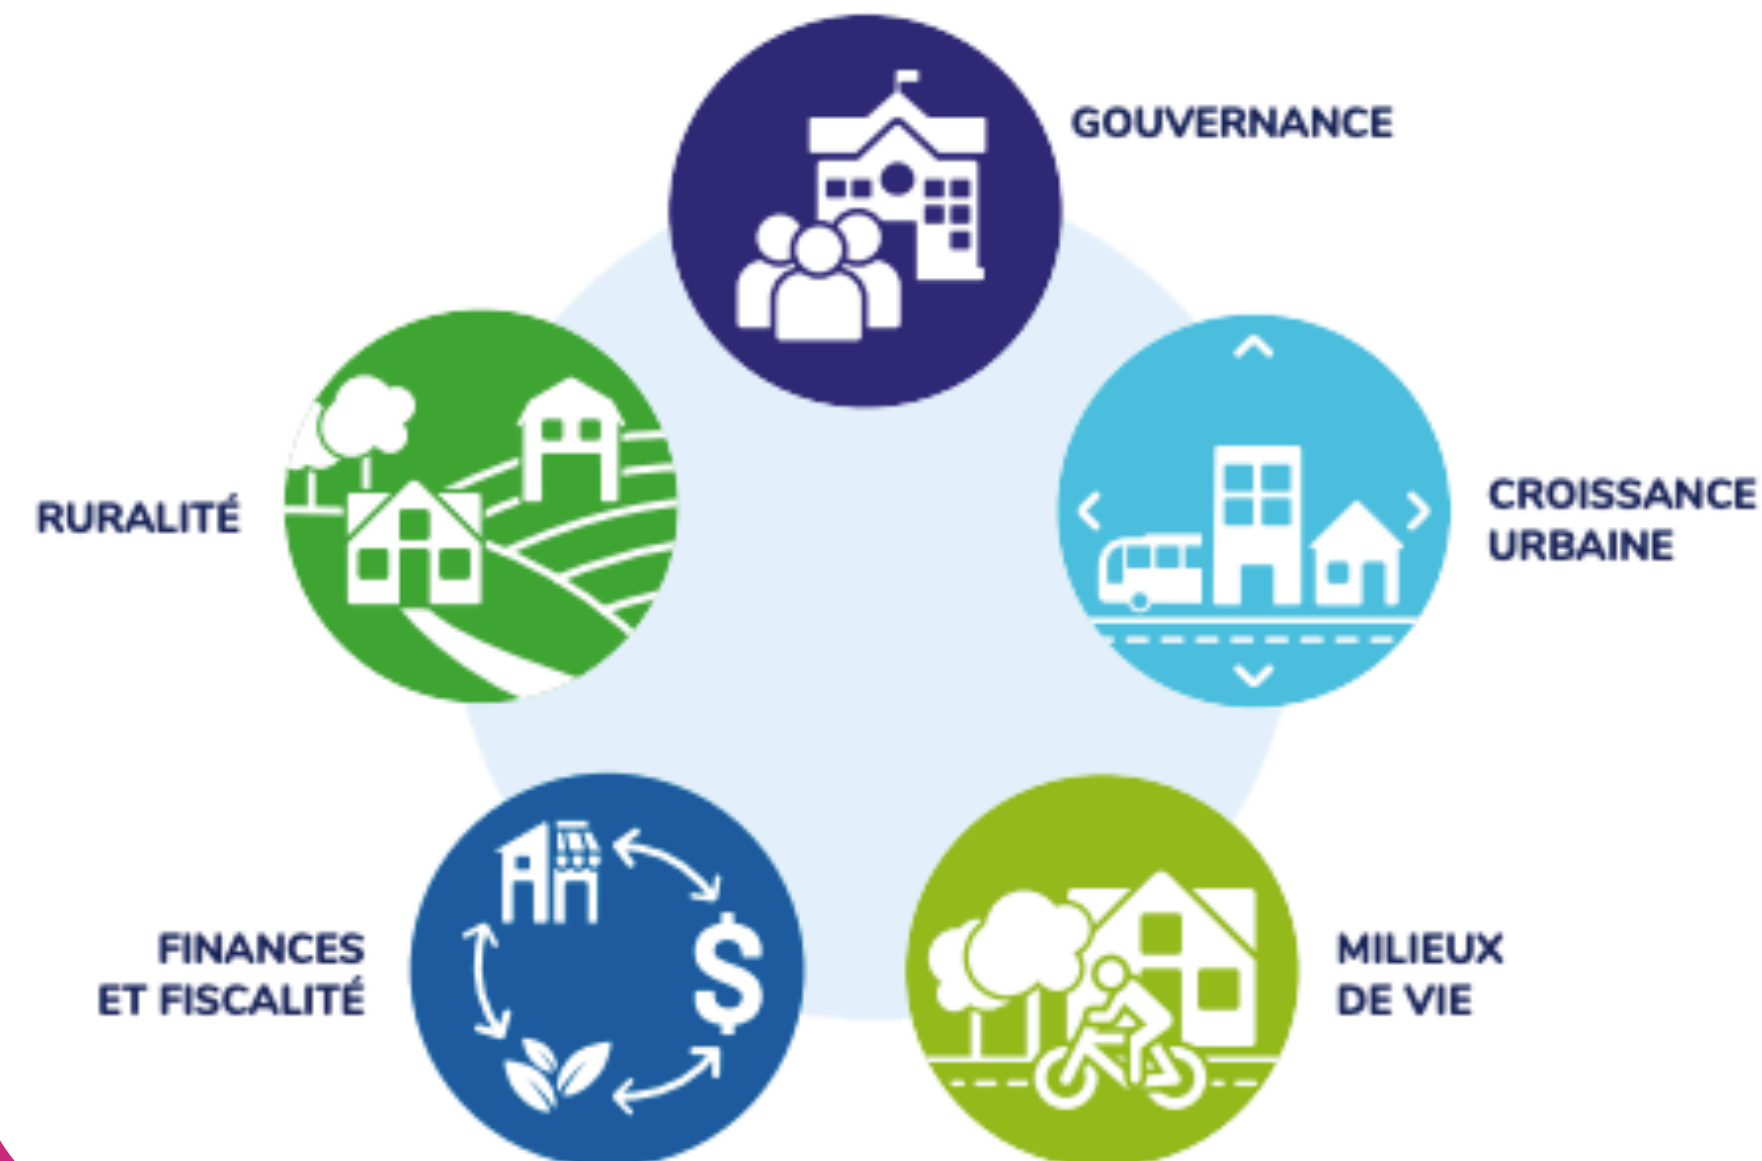 GOUVERNANCE
CROISSANCE
URBAINE
MILIEUX
DE VIE
FINANCES
ET FISCALITÉ
RURALITÉ